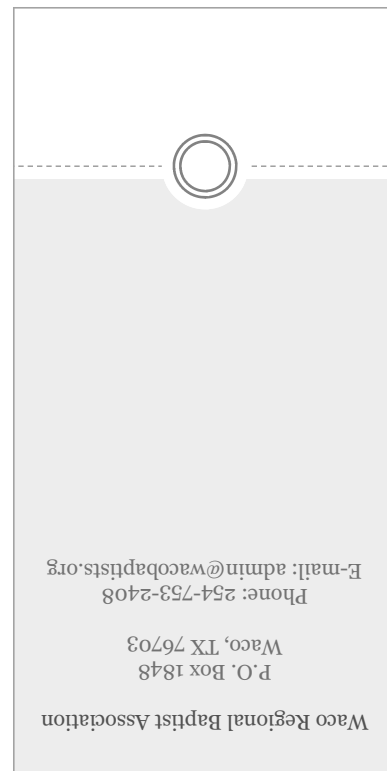 Waco Regional Baptist Association
P.O. Box 1848
Waco, TX 76703
Phone: 254-753-2408
E-mail: admin@wacobaptists.org